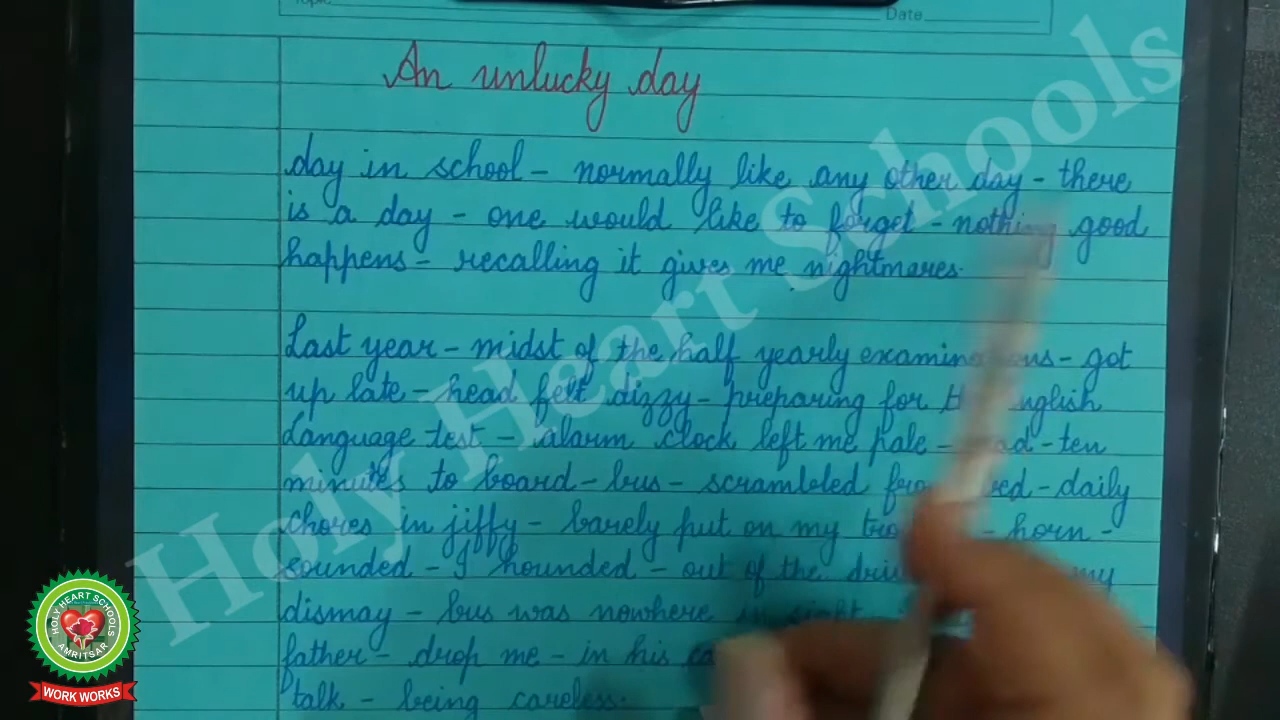 Date
An unlucky day
day in school - normally like any other day - there
is a day - one would like to forget - nothing good
happens - recalling it gives me nightmares.
Last year - midst of the half yearly examinations - got
up late - head felt dizzy - preparing for the English
Language test - alarm clock left me pale - ten
minutes to board - bus - scrambled from bed - daily
chores in jiffy - barely put on my - horn -
sounded - I hounded - out of the my
dismay - bus was nowhere in sight
father - drop me - in his
talk - being careless.
Holy Heart Schools
HOLY HEART SCHOOLS
AMRITSAR
WORK WORKS